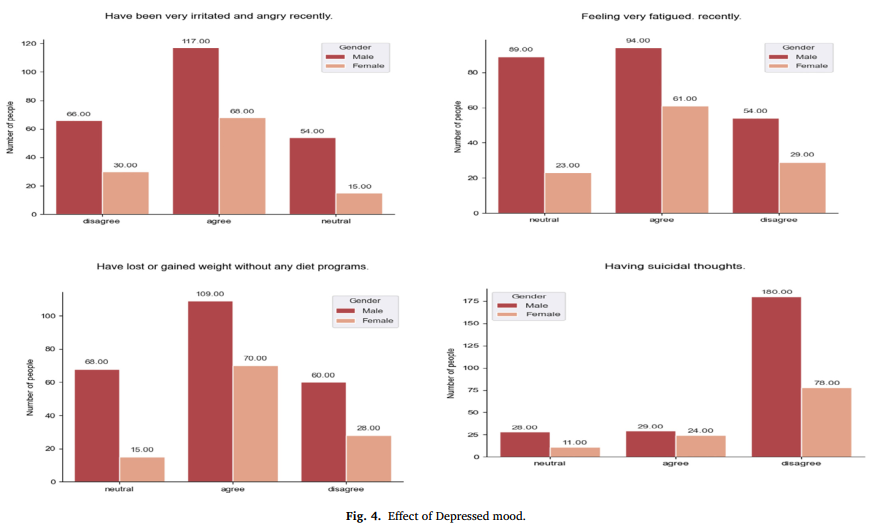 Have been very irritated and angry recently.
Number of people
120
100
80
60
40
20
0
66.00
30.00
117.00
68.00
54.00
15.00
disagree
agree
neutral
Gender
Male
Female
Feeling very fatigued. recently.
Number of people
80
60
40
20
0
89.00
23.00
94.00
61.00
54.00
29.00
neutral
agree
disagree
Gender
Male
Female
Have lost or gained weight without any diet programs.
Number of people
100
80
60
40
20
0
68.00
15.00
109.00
70.00
60.00
28.00
neutral
agree
disagree
Gender
Male
Female
Having suicidal thoughts.
Number of people
175
150
125
100
75
50
25
0
28.00
11.00
29.00
24.00
180.00
78.00
neutral
agree
disagree
Gender
Male
Female
Fig. 4. Effect of Depressed mood.